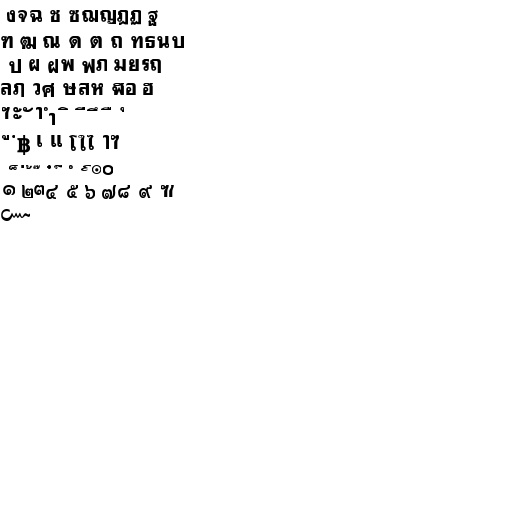 งจฉ ช ซฌญฎฏ ฐ
ฑ ฒ ณ ด ต ถ ทธนบ
ป ผ ฝพ ฟภ มยรฤ
ลฦ วศ ษสห ฬอ ฮ
ฯะ ั า ำ ิ ี ึ ื ุ
ู ฺ ฿ เ แ โใไ ๅๆ
็ ่ ้ ๊ ๋ ์ ํ ๎ ๏๐
๑ ๒๓๔ ๕ ๖ ๗๘ ๙ ๚
๛